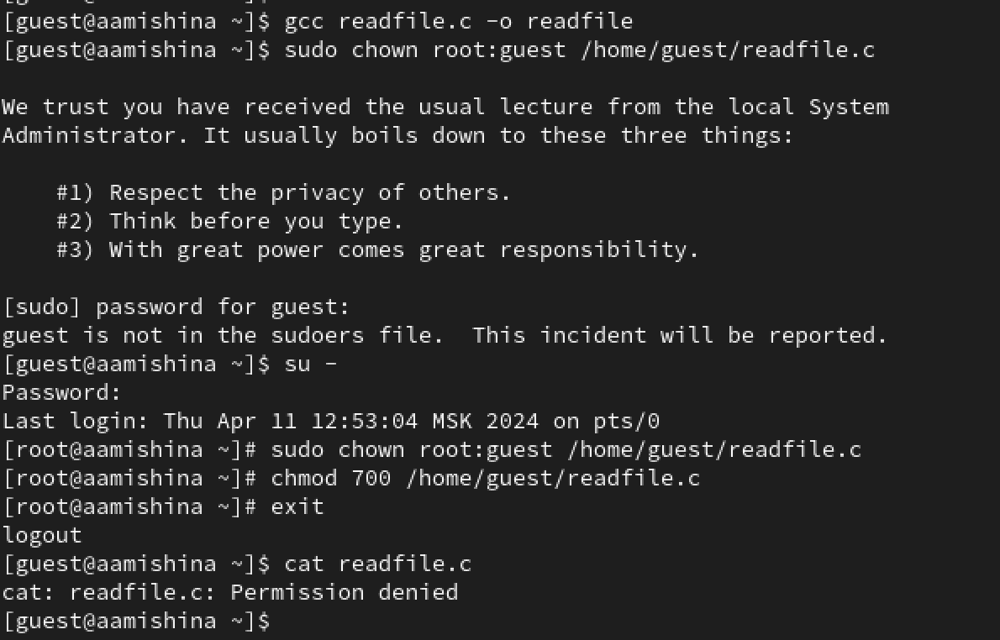 [guest@aamishina ~]$ gcc readfile.c -o readfile
[guest@aamishina ~]$ sudo chown root:guest /home/guest/readfile.c
We trust you have received the usual lecture from the local System
Administrator. It usually boils down to these three things:
#1) Respect the privacy of others.
#2) Think before you type.
#3) With great power comes great responsibility.
[sudo] password for guest:
guest is not in the sudoers file.  This incident will be reported.
[guest@aamishina ~]$ su -
Password:
Last login: Thu Apr 11 12:53:04 MSK 2024 on pts/0
[root@aamishina ~]# sudo chown root:guest /home/guest/readfile.c
[root@aamishina ~]# chmod 700 /home/guest/readfile.c
[root@aamishina ~]# exit
logout
[guest@aamishina ~]$ cat readfile.c
cat: readfile.c: Permission denied
[guest@aamishina ~]$